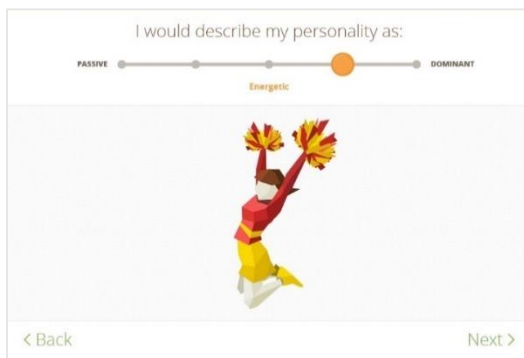 I would describe my personality as:
PASSIVE DOMINANT
Energetic
< Back Next >